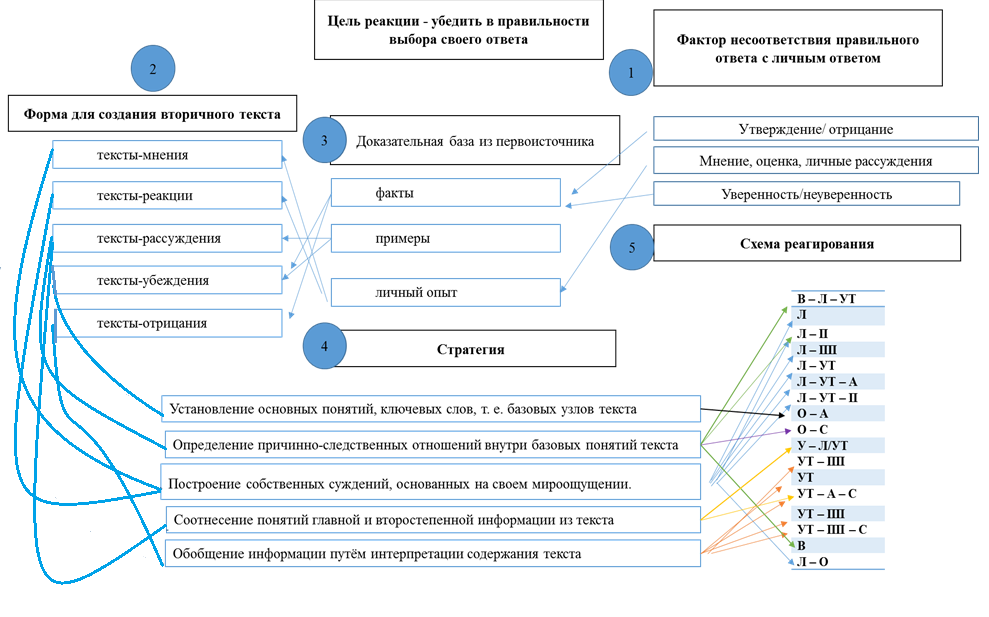 Цель реакции - убедить в правильности
выбора своего ответа
1
Фактор несоответствия правильного
ответа с личным ответом
2
Форма для создания вторичного текста
3
Доказательная база из первоисточника
Утверждение/ отрицание
Мнение, оценка, личные рассуждения
Уверенность/неуверенность
тексты-мнения
тексты-реакции
тексты-рассуждения
тексты-убеждения
тексты-отрицания
факты
примеры
личный опыт
5
Схема реагирования
4
Стратегия
Установление основных понятий, ключевых слов, т. е. базовых узлов текста
Определение причинно-следственных отношений внутри базовых понятий текста
Построение собственных суждений, основанных на своем мироощущении.
Соотнесение понятий главной и второстепенной информации из текста
Обобщение информации путём интерпретации содержания текста
В – Л – УТ
Л
Л – П
Л – ПП
Л – УТ
Л – УТ – А
Л – УТ – П
О – А
О – С
У – Л/УТ
УТ – ПП
УТ
УТ – А – С
УТ – ПП
УТ – ПП – С
В
Л – О